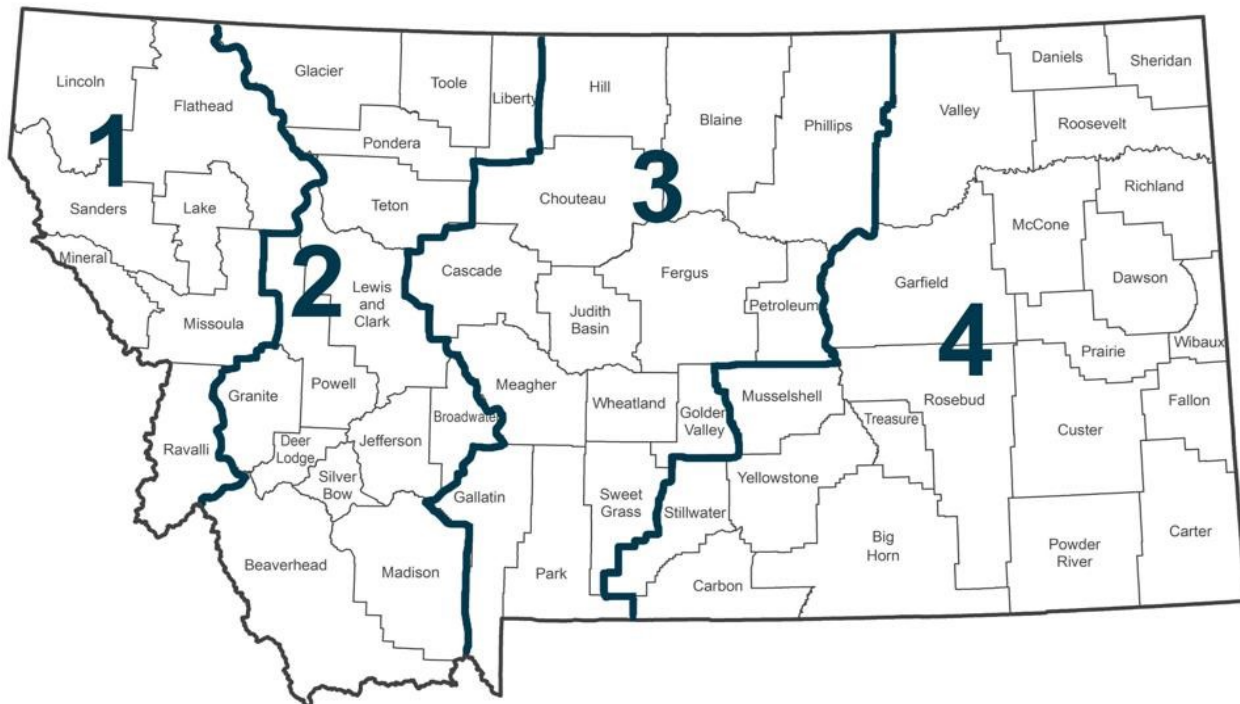 Lincoln
Flathead
Glacier
Toole
Liberty
Hill
Blaine
Phillips
Valley
Daniels
Sheridan
Roosevelt
1
Pondera
3
Sanders
Lake
Teton
Chouteau
Richland
McCone
Mineral
2
Lewis
and
Clark
Cascade
Fergus
Garfield
Dawson
Missoula
Judith
Basin
Petroleum
4
Prairie
Wibaux
Granite
Powell
Meagher
Wheatland
Golden
Valley
Musselshell
Rosebud
Fallon
Broadwater
Treasure
Custer
Ravalli
Deer
Lodge
Jefferson
Silver
Bow
Gallatin
Sweet
Grass
Stillwater
Yellowstone
Carter
Beaverhead
Madison
Park
Carbon
Big
Horn
Powder
River